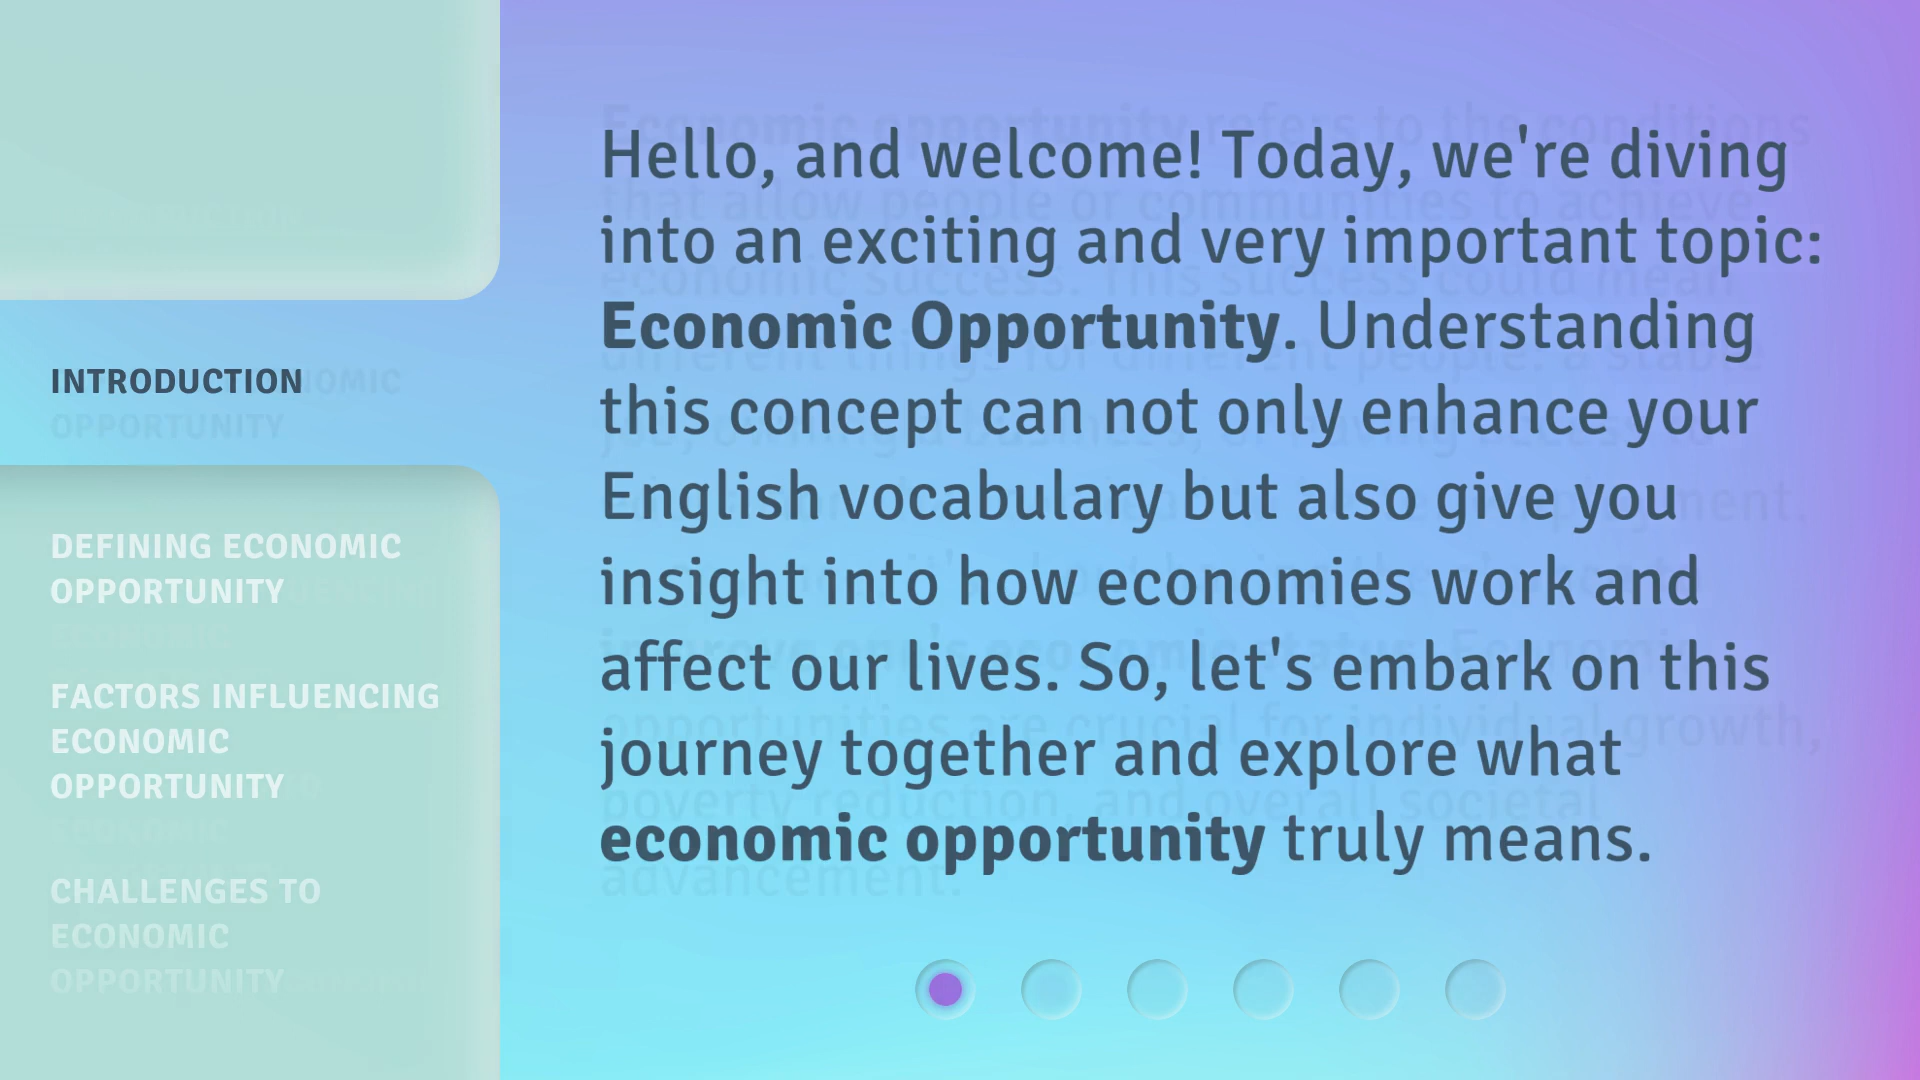 INTRODUCTION
DEFINING ECONOMIC
OPPORTUNITY
FACTORS INFLUENCING
ECONOMIC
OPPORTUNITY
CHALLENGES TO
ECONOMIC
OPPORTUNITY
Hello, and welcome! Today, we're diving
into an exciting and very important topic:
Economic Opportunity. Understanding
this concept can not only enhance your
English vocabulary but also give you
insight into how economies work and
affect our lives. So, let's embark on this
journey together and explore what
economic opportunity truly means.